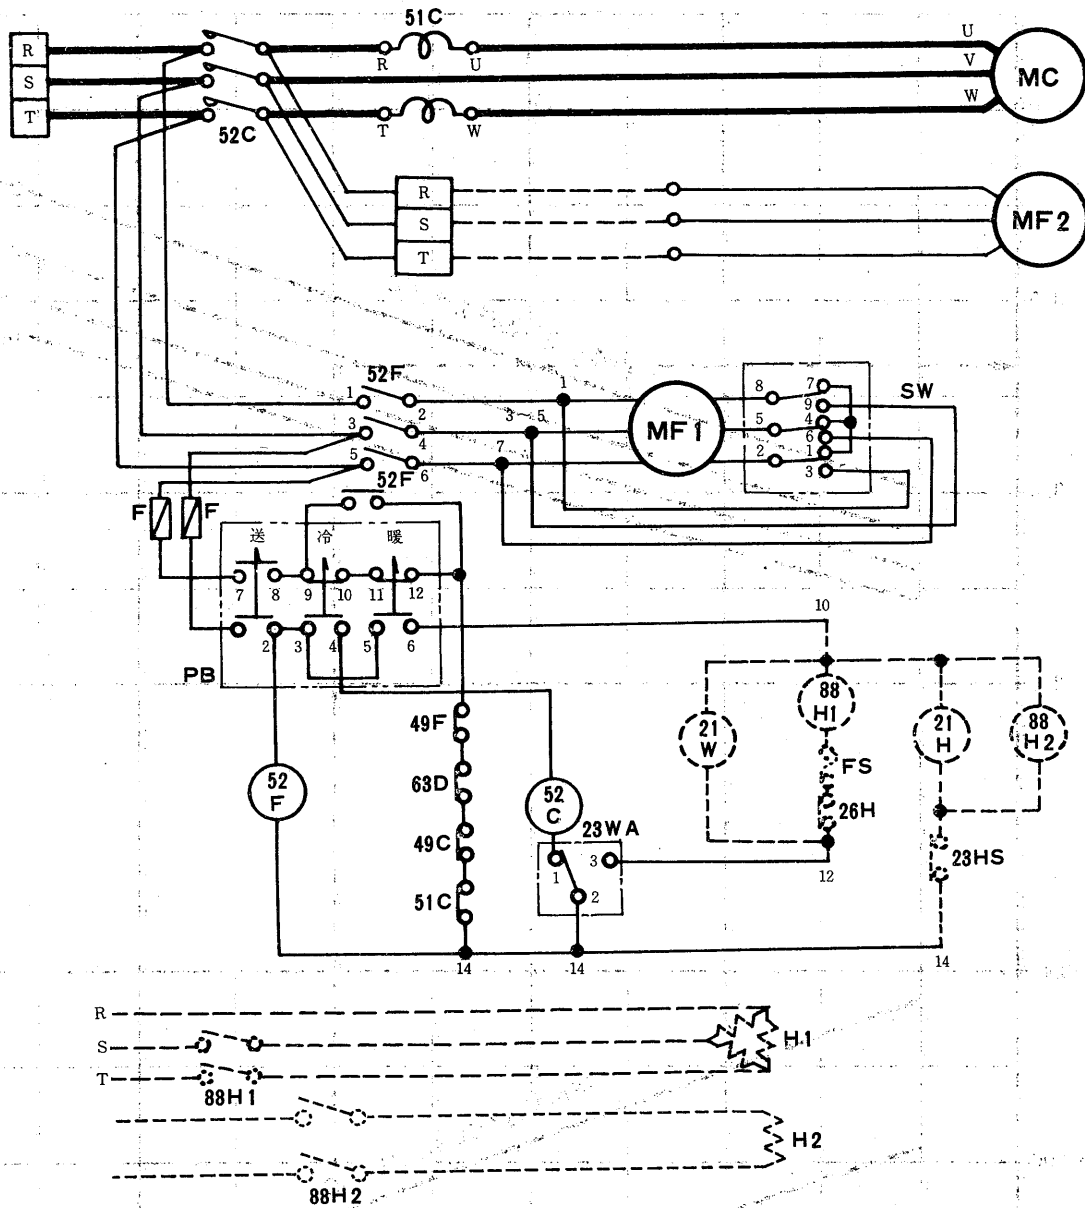 51C
R
R
U
U
S
V
MC
T
T
W
W
52C
R
S
T
MF2
52F
1
2
3
4
5
6
1
3～5
7
MF1
8
5
2
7
9
4
6
1
3
SW
52F
F
F
送
冷
暖
7
8
9
10
11
12
2
3
4
5
6
PB
10
49F
63D
49C
51C
52
F
52
C
23WA
1
3
2
21
W
88
H1
FS
26H
12
21
H
88
H2
23HS
14
14
14
R
S
T
88H1
H1
88H2
H2